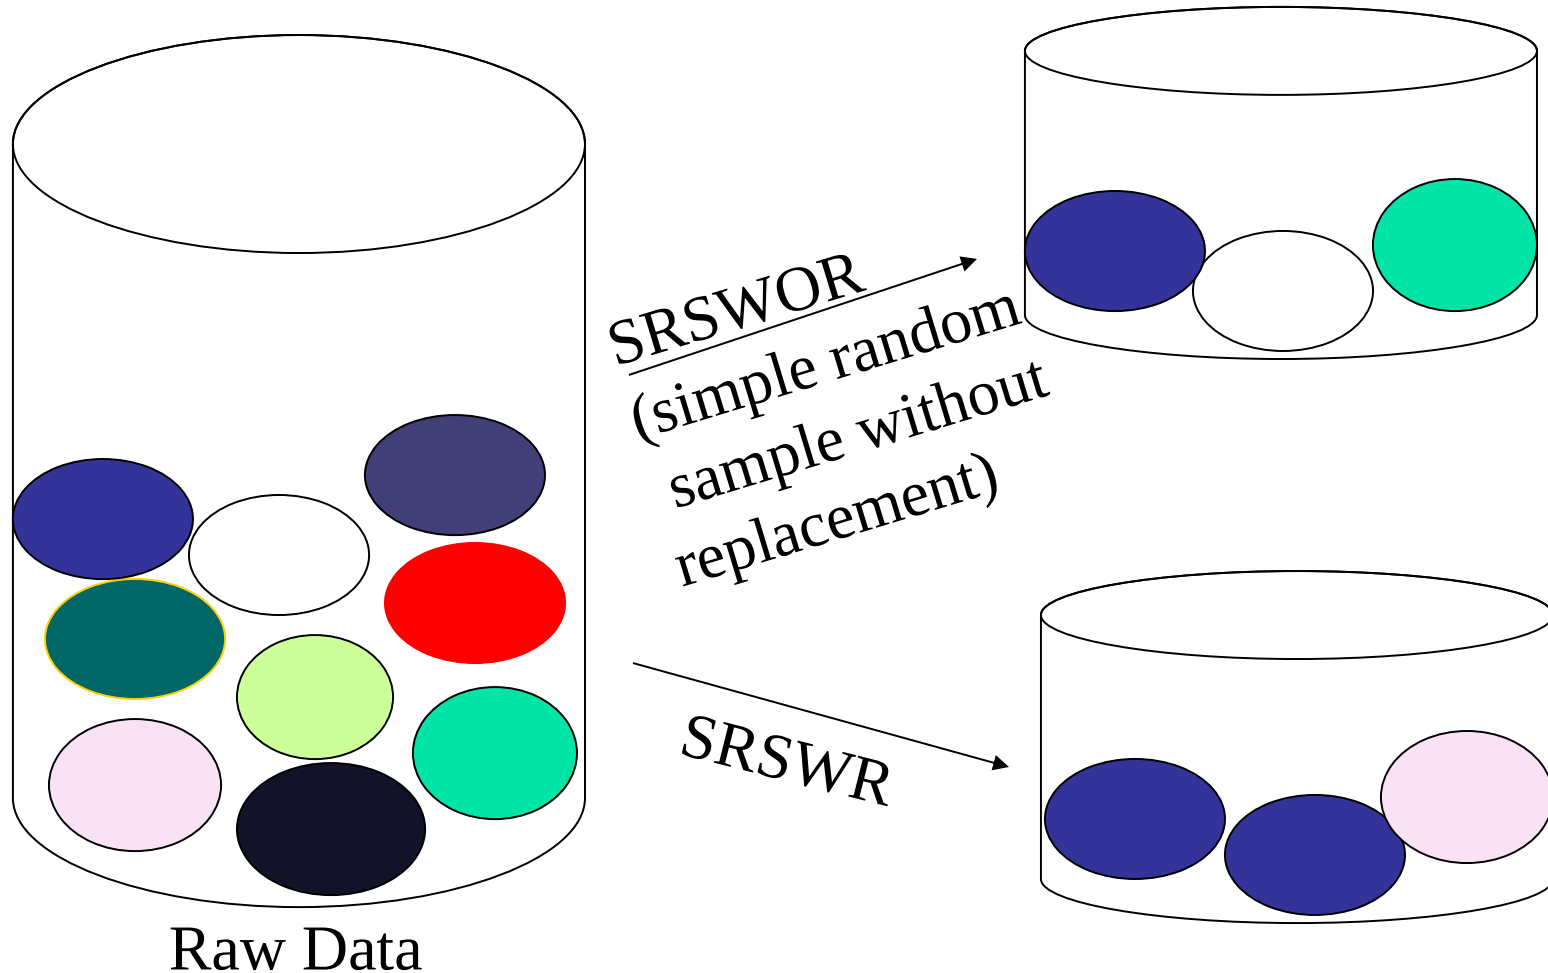 SRSWOR
(simple random
sample without
replacement)
SRSWR
Raw Data